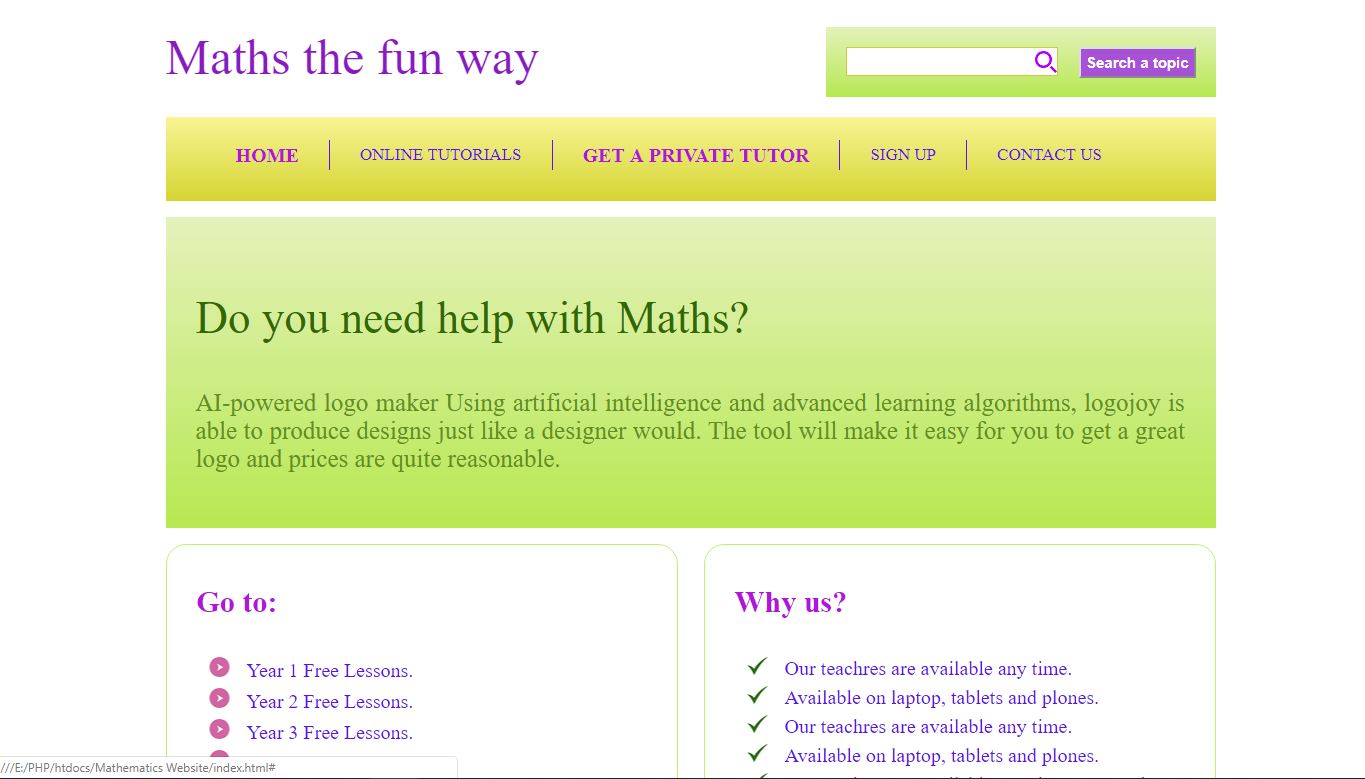 Maths the fun way
Search a topic
HOME
ONLINE TUTORIALS
GET A PRIVATE TUTOR
SIGN UP
CONTACT US
Do you need help with Maths?
AI-powered logo maker Using artificial intelligence and advanced learning algorithms, logojoy is
able to produce designs just like a designer would. The tool will make it easy for you to get a great
logo and prices are quite reasonable.
Go to:
Year 1 Free Lessons.
Year 2 Free Lessons.
Year 3 Free Lessons.
Why us?
Our teachres are available any time.
Available on laptop, tablets and plones.
Our teachres are available any time.
Available on laptop, tablets and plones.
///E:/PHP/htdocs/Mathematics Website/index.html#